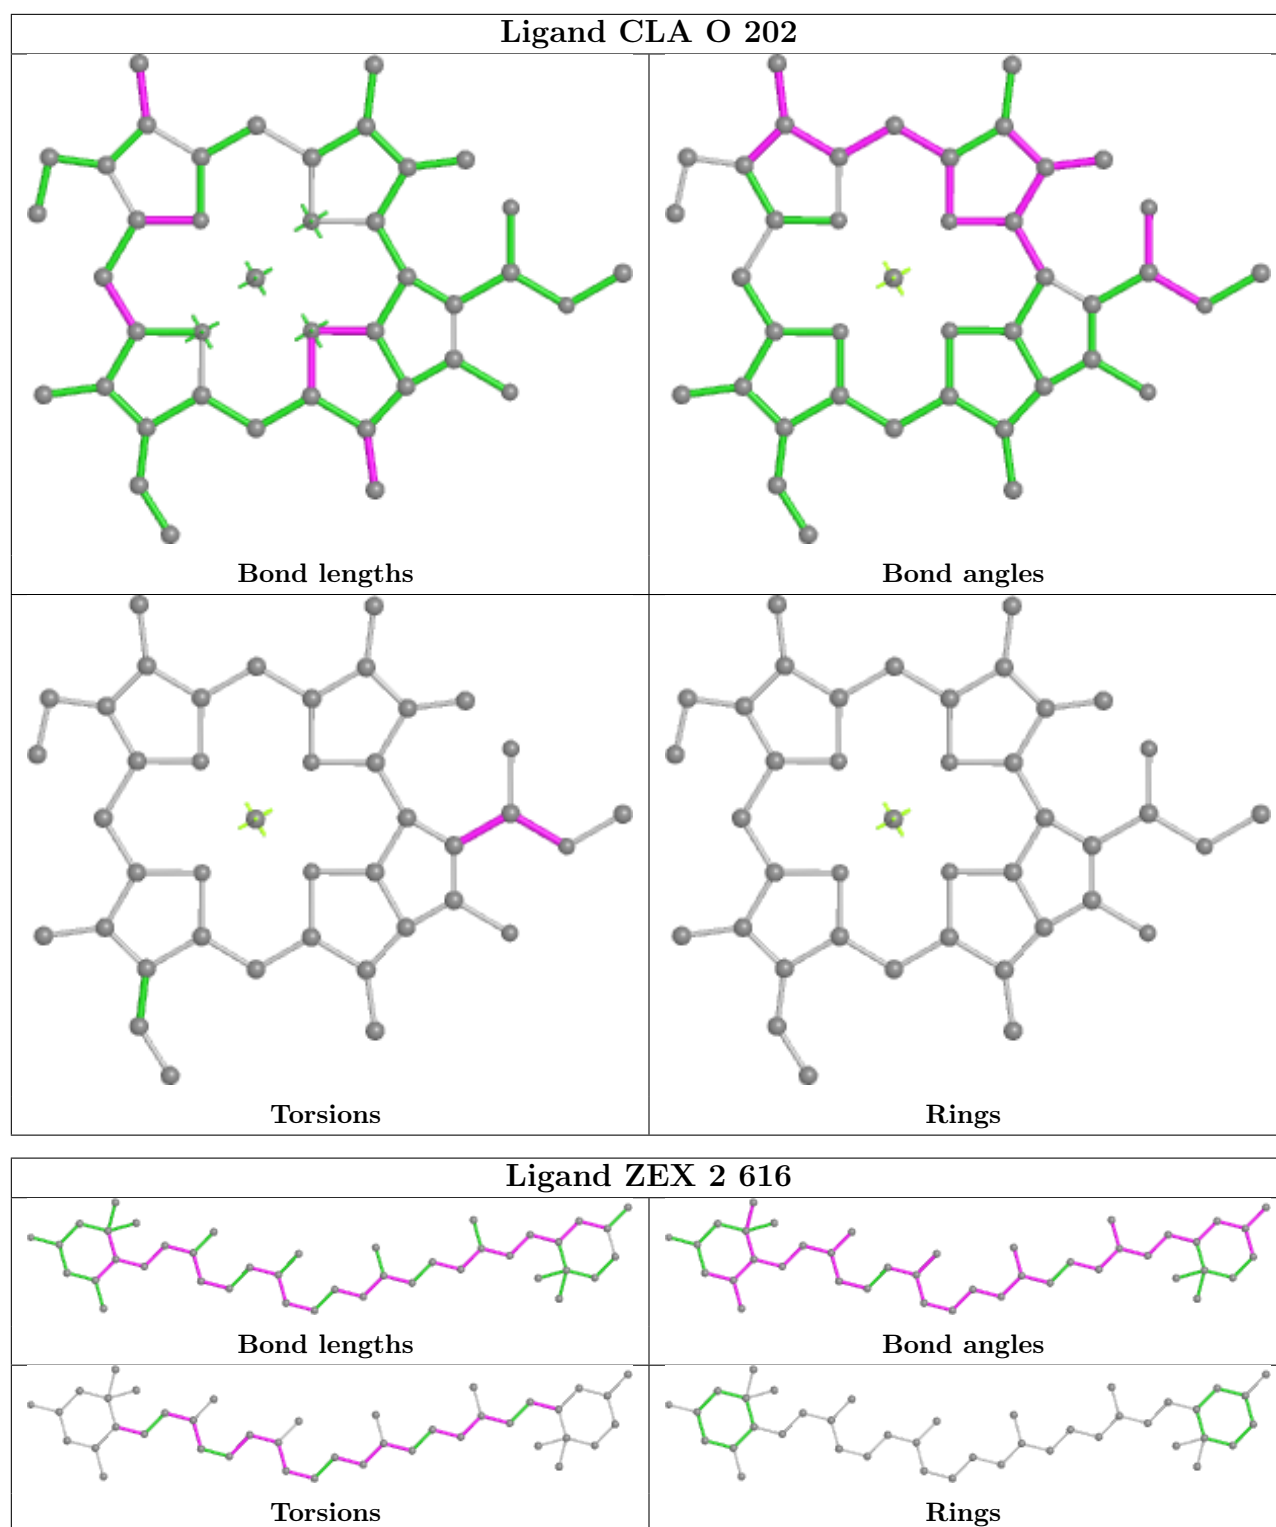 Ligand CLA O 202
Bond lengths
Bond angles
Torsions
Rings
Ligand ZEX 2 616
Bond lengths
Bond angles
Torsions
Rings